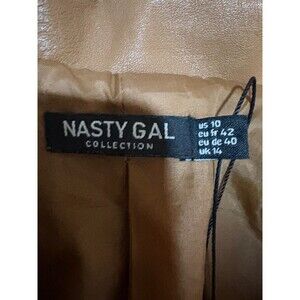 NASTY GAL
COLLECTION
us 10
eu fr 42
eu de 40
uk 14